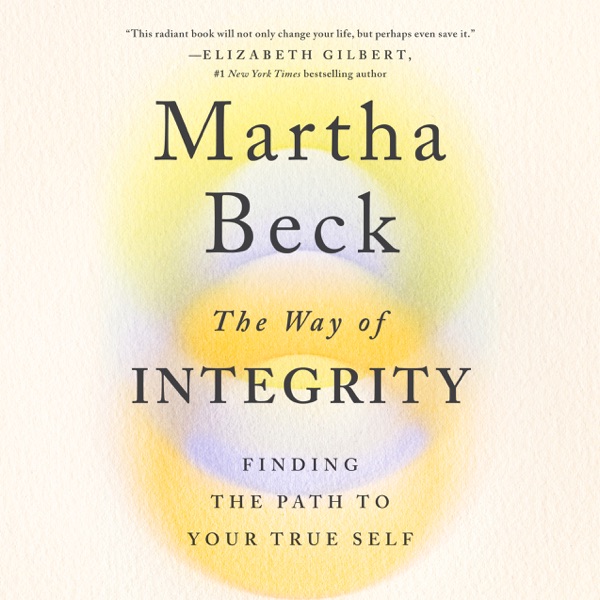 “This radiant book will not only change your life, but perhaps even save it.”
—ELIZABETH GILBERT,
#1 New York Times bestselling author
Martha
Beck
The Way of
INTEGRITY
FINDING
THE PATH TO
YOUR TRUE SELF